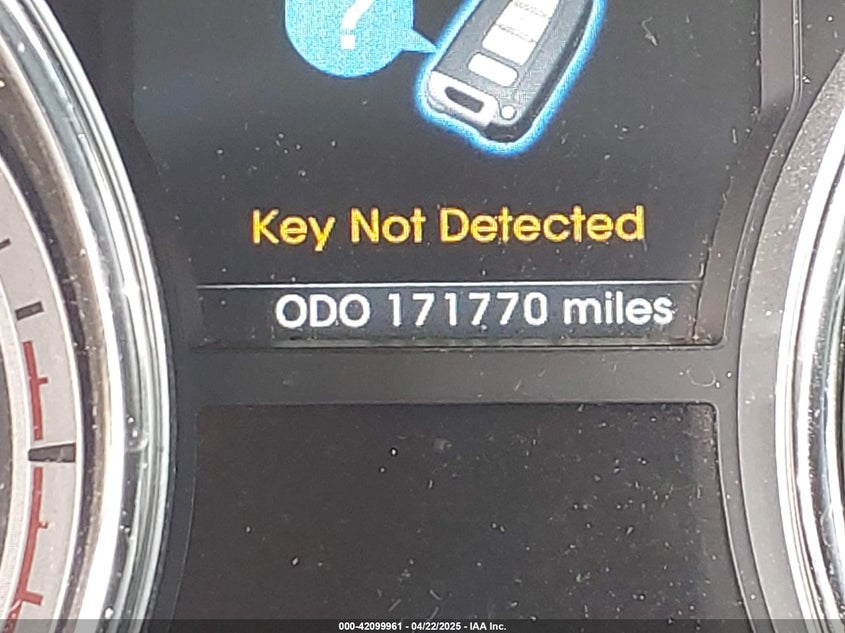 ?
Key Not Detected
ODO 171770 miles
000-42099961 - 04/22/2025 - IAA Inc.